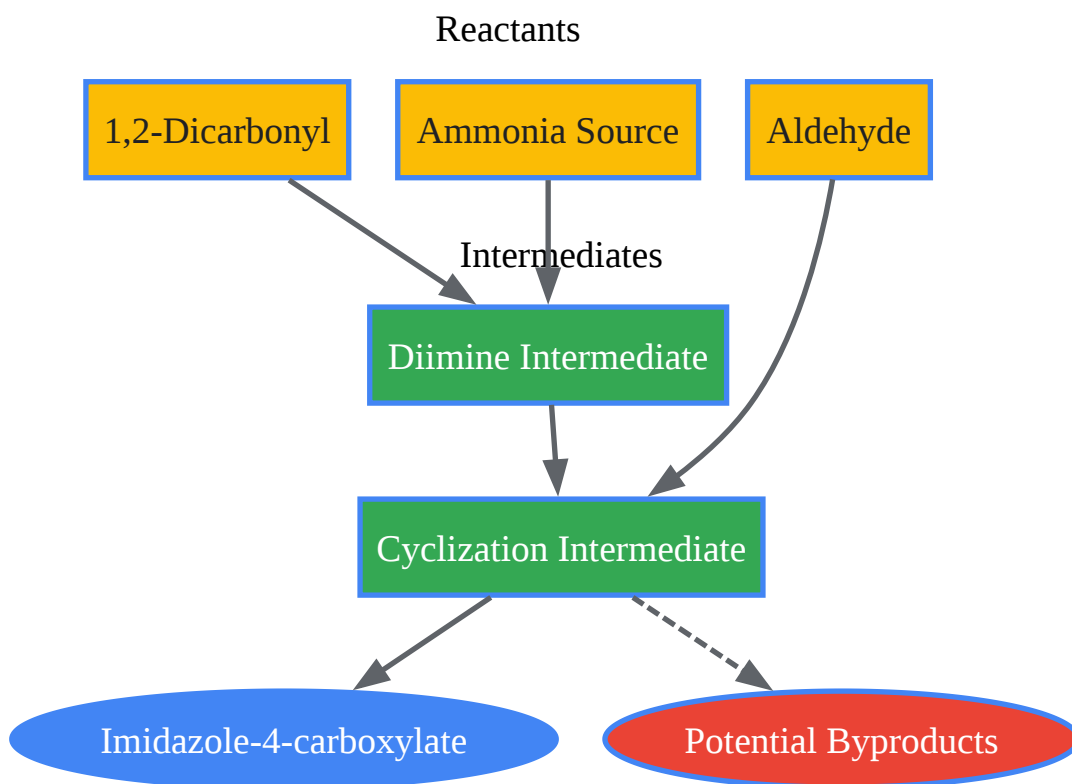 Reactants
1,2-Dicarbonyl
Ammonia Source
Aldehyde
Intermediates
Diimine Intermediate
Cyclization Intermediate
Imidazole-4-carboxylate
Potential Byproducts